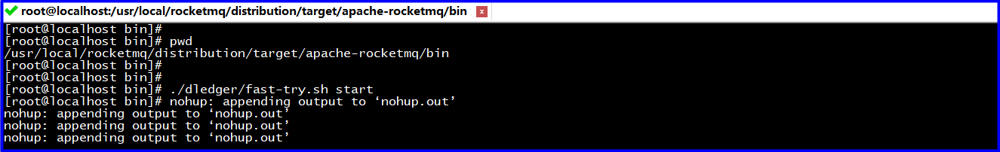 root@localhost:/usr/local/rocketmq/distribution/target/apache-rocketmq/bin x
[root@localhost bin]#
[root@localhost bin]# pwd
/usr/local/rocketmq/distribution/target/apache-rocketmq/bin
[root@localhost bin]#
[root@localhost bin]#
[root@localhost bin]# ./dledger/fast-try.sh start
[root@localhost bin]# nohup: appending output to ‘nohup.out’
nohup: appending output to ‘nohup.out’
nohup: appending output to ‘nohup.out’
nohup: appending output to ‘nohup.out’